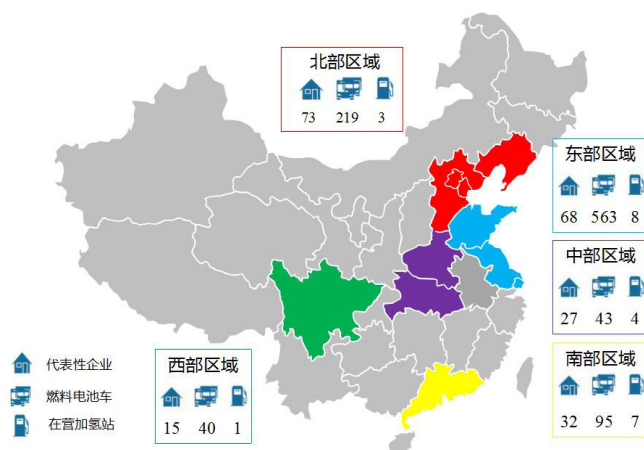 北部区域
73 219 3
东部区域
68 563 8
中部区域
27 43 4
南部区域
32 95 7
西部区域
15 40 1
代表性企业
燃料电池车
在营加氢站